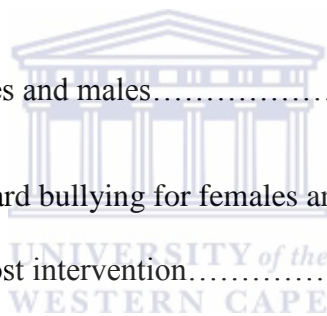 es and males………………
ard bullying for females an
UNIVERSITY of the
ost intervention……………
WESTERN CAPE